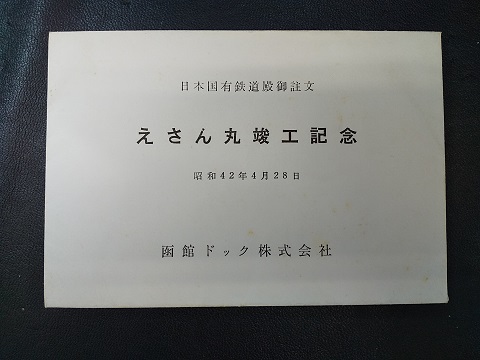 日本国有鉄道殿御註文
えさん丸竣工記念
昭和42年4月28日
函館ドック株式会社